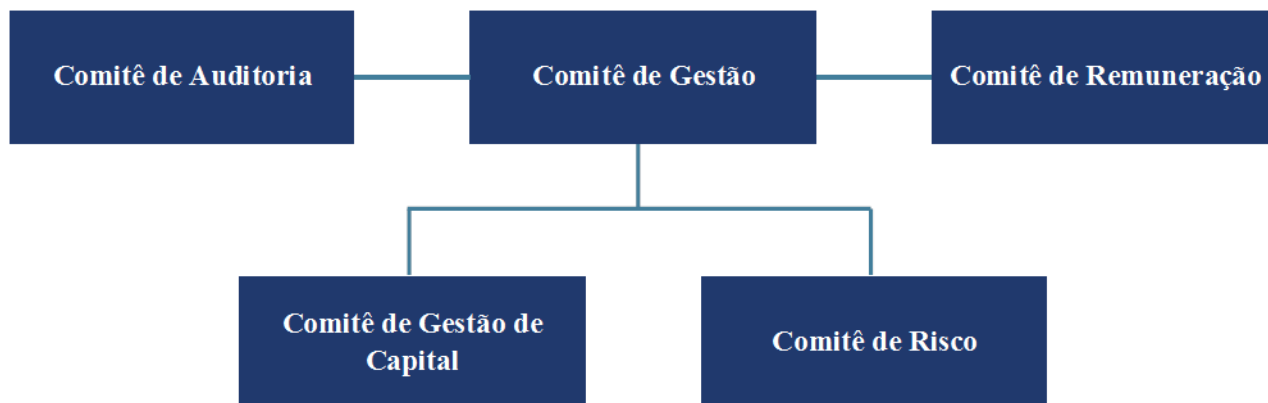 Comitê de Auditoria
Comitê de Gestão
Comitê de Remuneração
Comitê de Gestão de
Capital
Comitê de Risco